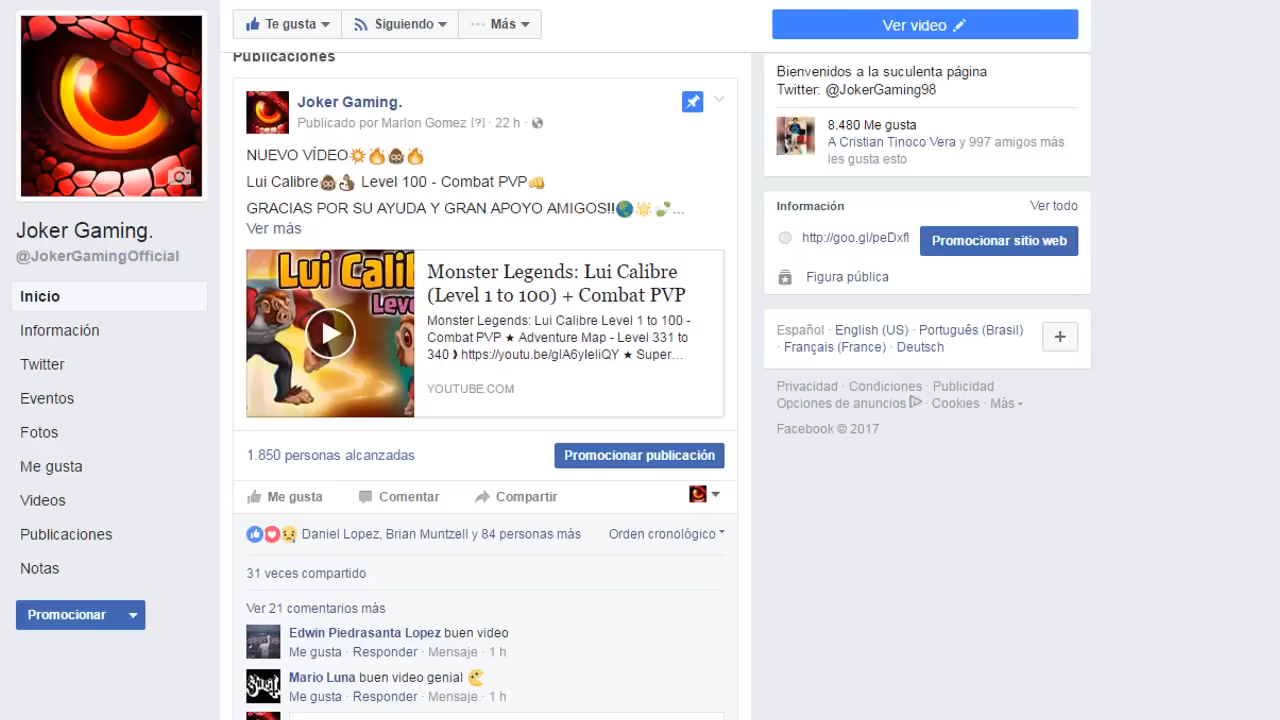 Te gusta
Siguiendo
Más
Ver video
Joker Gaming.
@JokerGamingOfficial
Inicio
Información
Twitter
Eventos
Fotos
Me gusta
Videos
Publicaciones
Notas
Promocionar
Publicaciones
Joker Gaming.
Publicado por Marlon Gomez [?] · 22 h ·
NUEVO VÍDEO💥🔥🐵🔥
Lui Calibre🐵🐒 Level 100 - Combat PVP👊
GRACIAS POR SU AYUDA Y GRAN APOYO AMIGOS!!🌎🌟🍃...
Ver más
Lui Calib
Leve
Monster Legends: Lui Calibre
(Level 1 to 100) + Combat PVP
Monster Legends: Lui Calibre Level 1 to 100 -
Combat PVP ★ Adventure Map - Level 331 to
340 ❱ https://youtu.be/glA6yIeliQY ★ Super...
YOUTUBE.COM
1.850 personas alcanzadas
Promocionar publicación
Me gusta
Comentar
Compartir
Daniel Lopez, Brian Muntzell y 84 personas más
Orden cronológico
31 veces compartido
Ver 21 comentarios más
Edwin Piedrasanta Lopez buen video
Me gusta · Responder · Mensaje · 1 h
Mario Luna buen video genial
Me gusta · Responder · Mensaje · 1 h
Bienvenidos a la suculenta página
Twitter: @JokerGaming98
8.480 Me gusta
A Cristian Tinoco Vera y 997 amigos más
les gusta esto
Información
Ver todo
http://goo.gl/peDxfl
Promocionar sitio web
Figura pública
Español · English (US) · Português (Brasil)
· Français (France) · Deutsch
+
Privacidad · Condiciones · Publicidad ·
Opciones de anuncios · Cookies · Más
Facebook © 2017